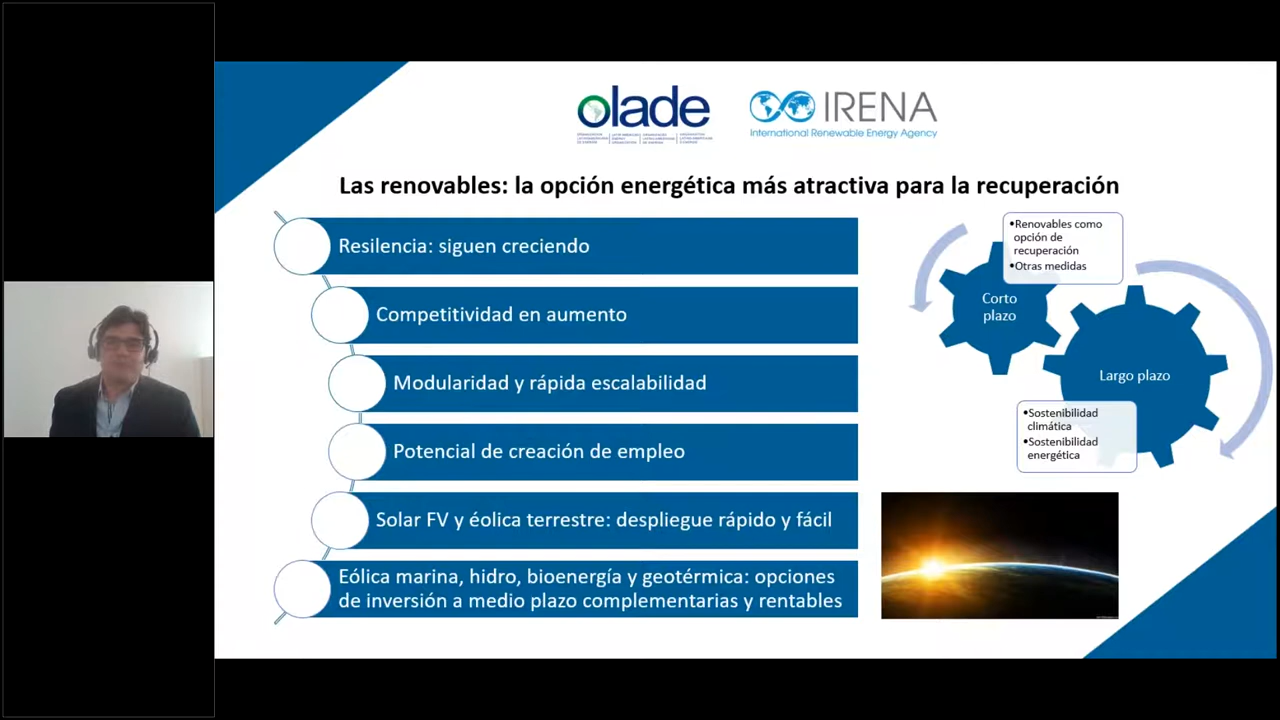 olade
IRENA
International Renewable Energy Agency
Las renovables: la opción energética más atractiva para la recuperación
Resilencia: siguen creciendo
Competitividad en aumento
Modularidad y rápida escalabilidad
Potencial de creación de empleo
Solar FV y éolica terrestre: despliegue rápido y fácil
Eólica marina, hidro, bioenergía y geotérmica: opciones
de inversión a medio plazo complementarias y rentables
•Renovables como
opción de
recuperación
•Otras medidas
Corto
plazo
Largo plazo
•Sostenibilidad
climática
•Sostenibilidad
energética